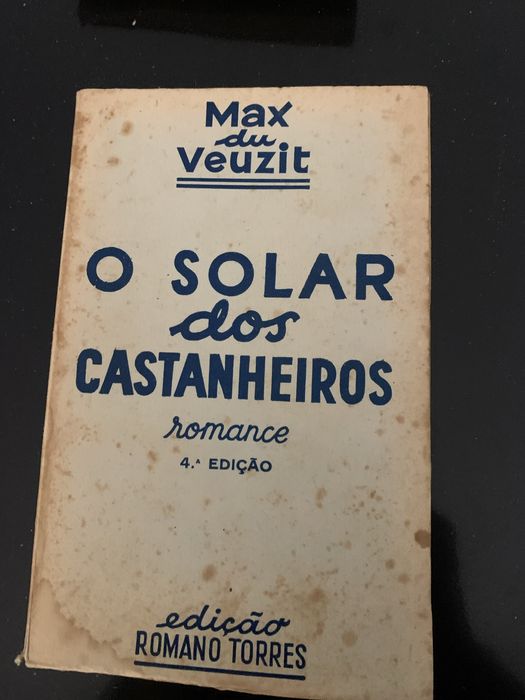 Max
du
Veuzit
O SOLAR
dos
CASTANHEIROS
romance
4.ª EDIÇÃO
edição
ROMANO TORRES